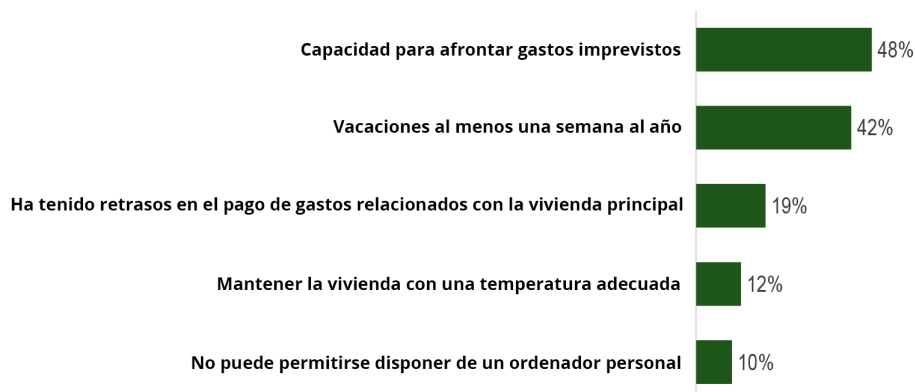 Capacidad para afrontar gastos imprevistos 48%
Vacaciones al menos una semana al año 42%
Ha tenido retrasos en el pago de gastos relacionados con la vivienda principal 19%
Mantener la vivienda con una temperatura adecuada 12%
No puede permitirse disponer de un ordenador personal 10%